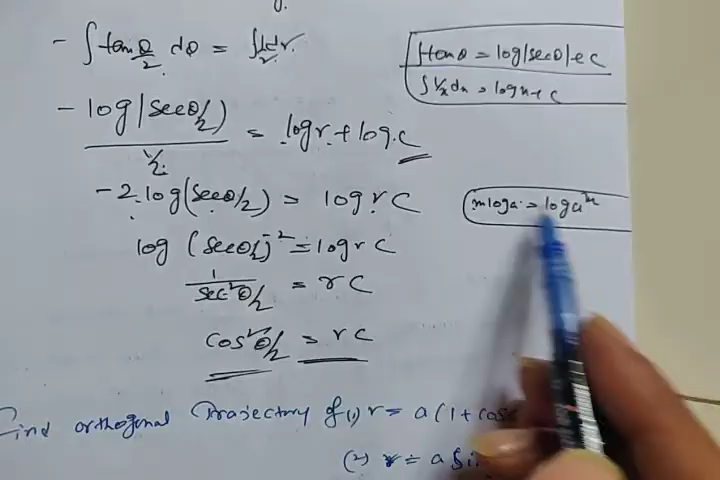 - ∫ tan θ/2 dθ = ∫ 1/r dr.
∫ tan θ = log|sec θ| + C
∫ 1/x dx = log x + C
- log|sec θ/2) / 1/2. = log r + log C
- 2 log (sec θ/2) = log r C
m log a = log aᵐ
log (sec θ/2)⁻² = log r C
1 / sec² θ/2 = r C
cos² θ/2 = r C
Find orthogonal Trajectory of (1) r = a (1 + cos
(2) r = a Si